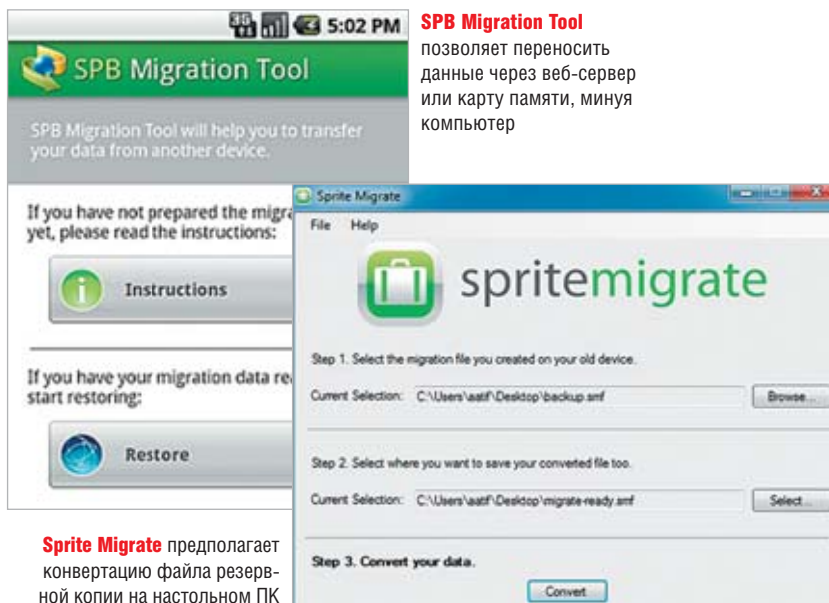 5:02 PM
SPB Migration Tool
SPB Migration Tool will help you to transfer
your data from another device.
If you have not prepared the migra
yet, please read the instructions:
Instructions
If you have your migration data re
start restoring:
Restore
SPB Migration Tool
позволяет переносить
данные через веб-сервер
или карту памяти, минуя
компьютер
Sprite Migrate
File Help
spritemigrate
Step 1. Select the migration file you created on your old device.
Current Selection: C:\Users\aatif\Desktop\backup.smf Browse...
Step 2. Select where you want to save your converted file too.
Current Selection: C:\Users\aatif\Desktop\migrate-ready.smf Select...
Step 3. Convert your data.
Convert
Sprite Migrate предполагает
конвертацию файла резерв-
ной копии на настольном ПК